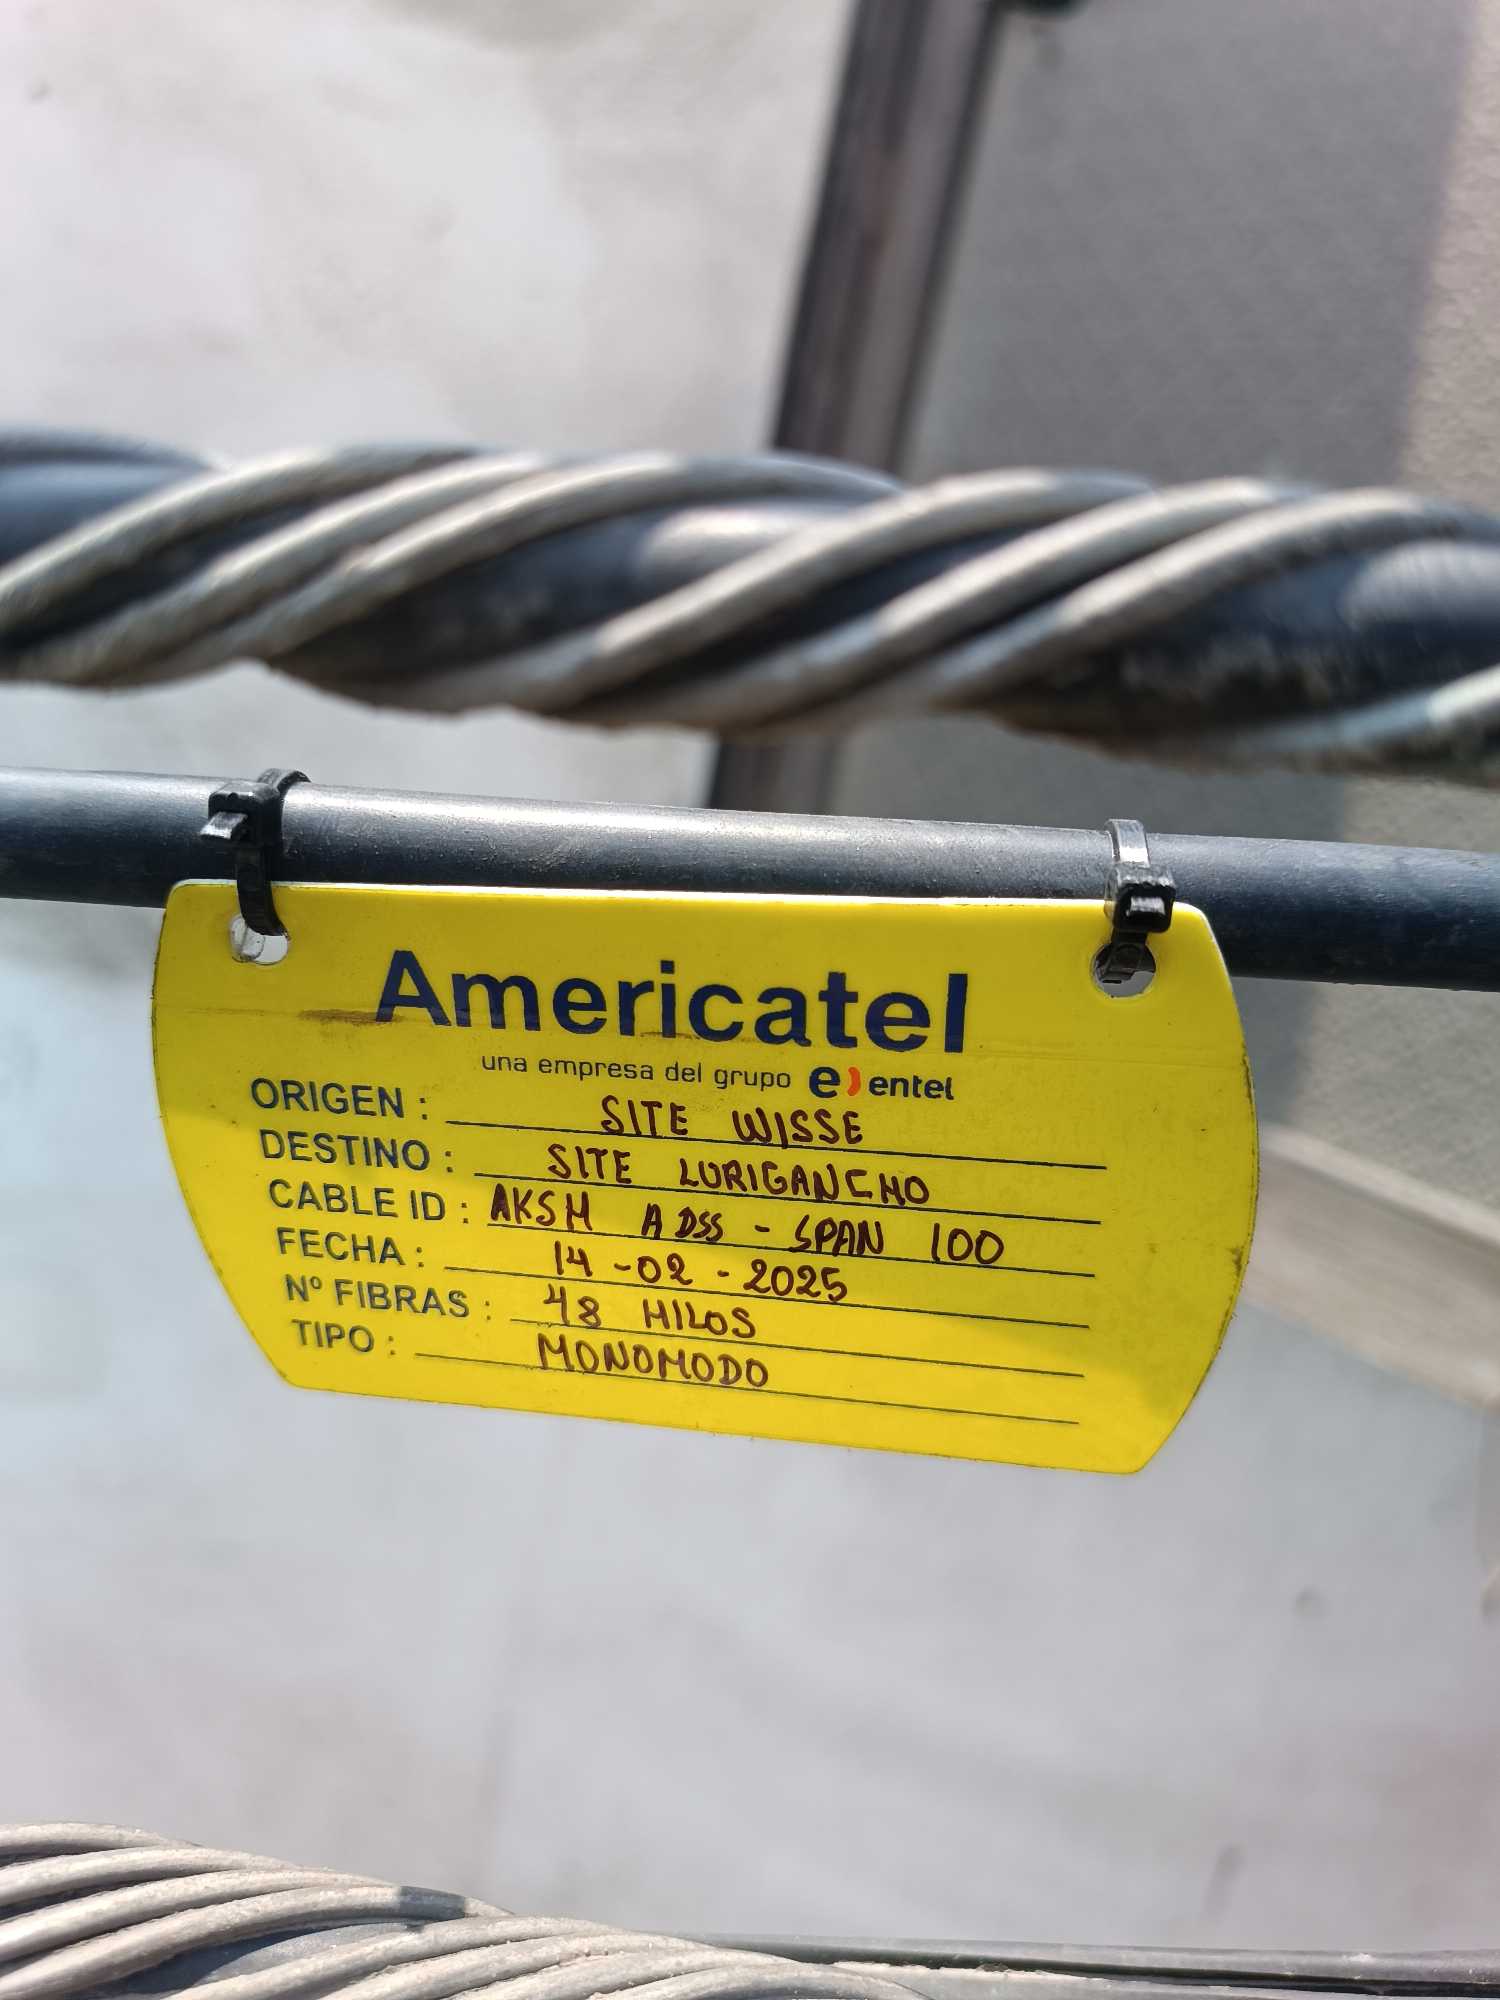 Americatel
una empresa del grupo e) entel
ORIGEN : SITE WISSE
DESTINO : SITE LURIGANCHO
CABLE ID : AKSM ADSS - SPAN 100
FECHA : 14-02-2025
Nº FIBRAS : 48 HILOS
TIPO : MONOMODO